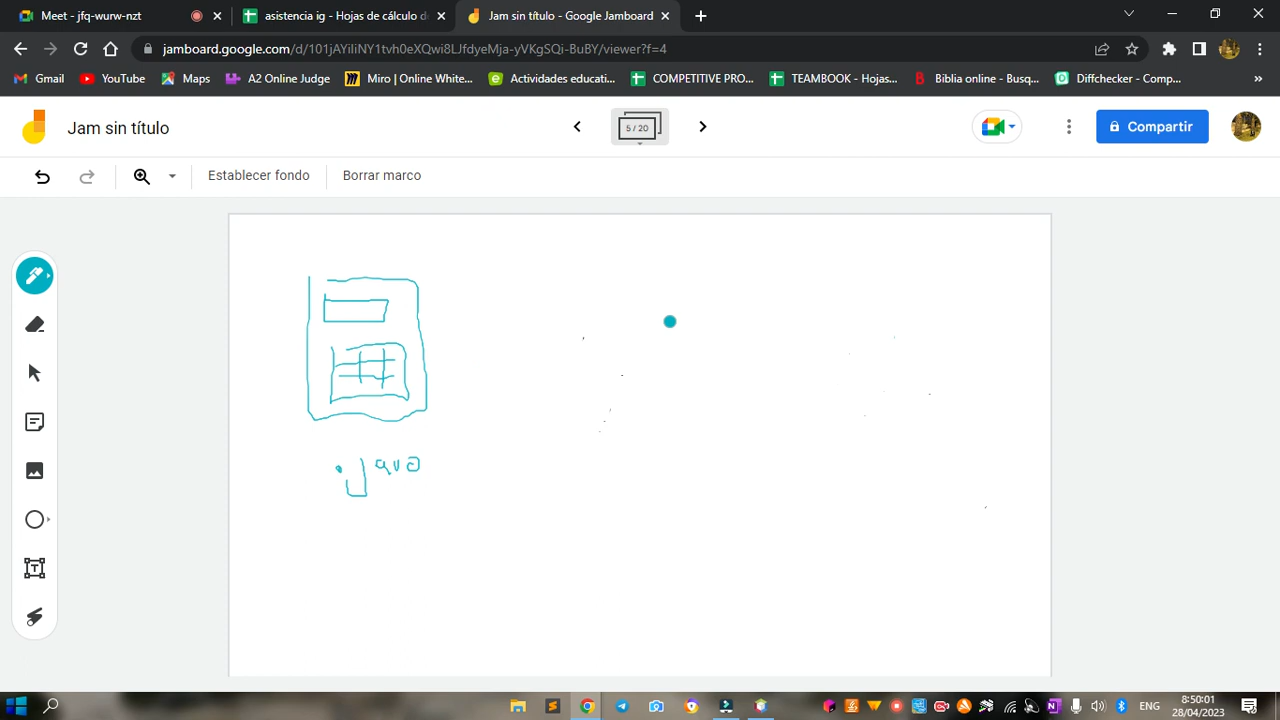 Meet - jfq-wurw-nzt
asistencia ig - Hojas de cálculo d
Jam sin título - Google Jamboard
jamboard.google.com/d/101jAYiliNY1tvh0eXQwi8LJfdyeMja-yVKgSQi-BuBY/viewer?f=4
Gmail
YouTube
Maps
A2 Online Judge
Miro | Online White...
Actividades educati...
COMPETITIVE PRO...
TEAMBOOK - Hojas...
Biblia online - Busq...
Diffchecker - Comp...
»
Jam sin título
5 / 20
Compartir
Establecer fondo
Borrar marco
.java
ENG
8:50:01
28/04/2023